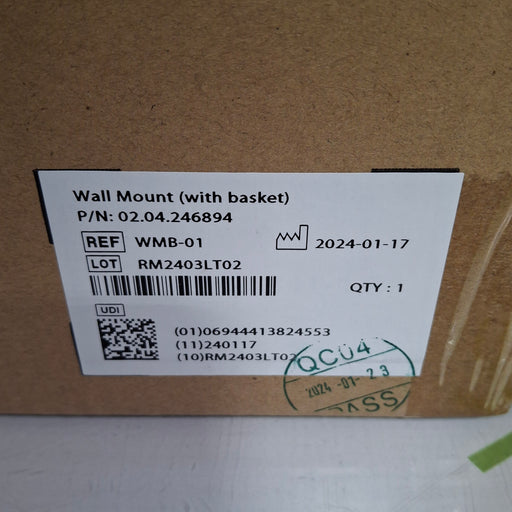 Wall Mount (with basket)
P/N: 02.04.246894
REF WMB-01
2024-01-17
LOT RM2403LT02
QTY : 1
UDI
(01)06944413824553
(11)240117
(10)RM2403LT02
QC04
2024 -01- 23
PASS